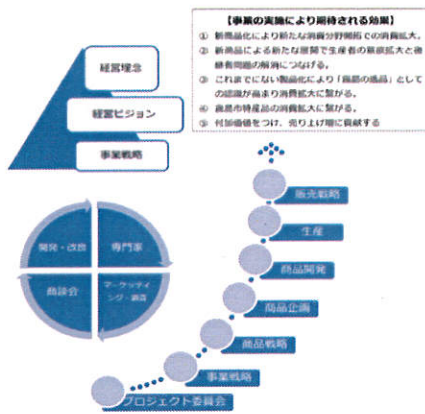 【事業の実施により期待される効果】
① 新商品化により新たな消費分野開拓での消費拡大。
② 新商品による新たな展開で生産者の意欲拡大と後
継者問題の解消につなげる。
③ これまでにない製品化により「 の逸品」として
の認識が高まり消費拡大に繋がる。
④ 市特産品の消費拡大に繋がる。
⑤ 付加価値をつけ、売り上げ増に貢献する
経営理念
経営ビジョン
事業戦略
開発・改良
専門家
商談会
マーケッティ
ング・調査
販売戦略
生産
商品開発
商品企画
商品戦略
事業戦略
プロジェクト委員会